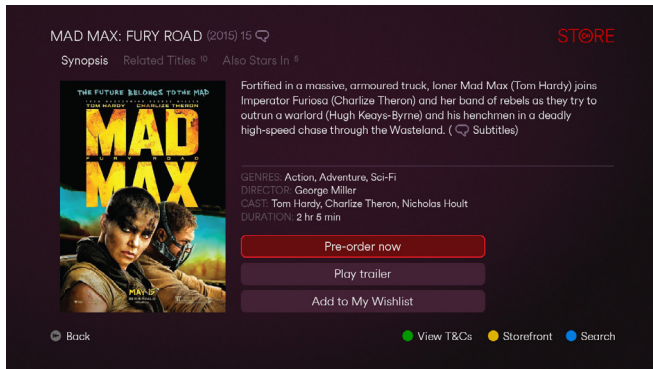 MAD MAX: FURY ROAD (2015) 15
STORE
Synopsis Related Titles 10 Also Stars In 5
THE FUTURE BELONGS TO THE MAD
TOM HARDY CHARLIZE THERON
MAD
FURY ROAD
MAX
MAY 15
Fortified in a massive, armoured truck, loner Mad Max (Tom Hardy) joins
Imperator Furiosa (Charlize Theron) and her band of rebels as they try to
outrun a warlord (Hugh Keays-Byrne) and his henchmen in a deadly
high-speed chase through the Wasteland. ( Subtitles)
GENRES: Action, Adventure, Sci-Fi
DIRECTOR: George Miller
CAST: Tom Hardy, Charlize Theron, Nicholas Hoult
DURATION: 2 hr 5 min
Pre-order now
Play trailer
Add to My Wishlist
Back
View T&Cs Storefront Search